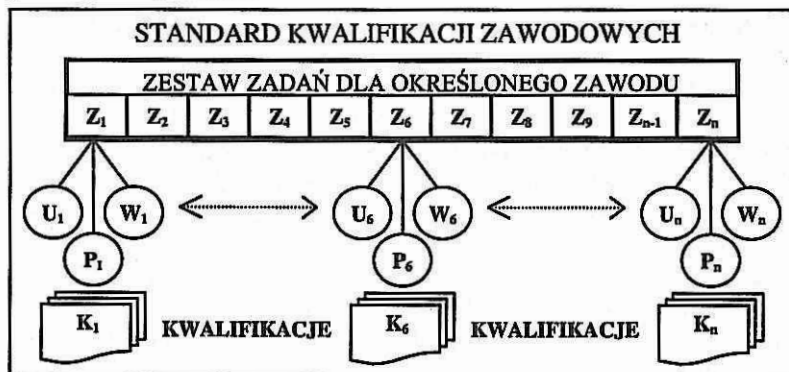 STANDARD KWALIFIKACJI ZAWODOWYCH
ZESTAW ZADAŃ DLA OKREŚLONEGO ZAWODU
Z₁ Z₂ Z₃ Z₄ Z₅ Z₆ Z₇ Z₈ Z₉ Zₙ₋₁ Zₙ
U₁ W₁ U₆ W₆ Uₙ Wₙ
P₁ P₆ Pₙ
K₁ KWALIFIKACJE K₆ KWALIFIKACJE Kₙ